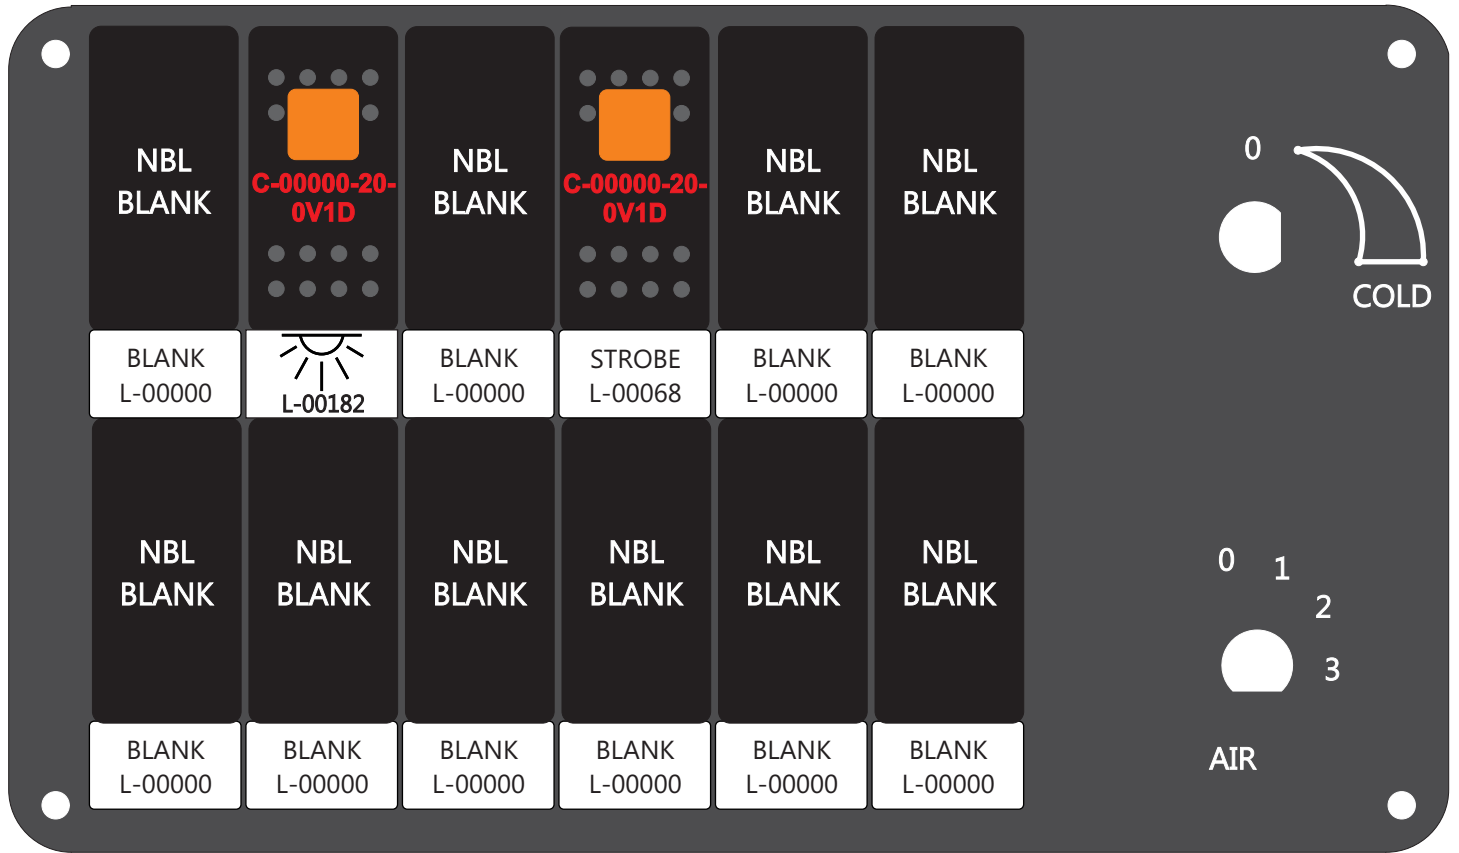 NBL
BLANK
C-00000-20-
0V1D
NBL
BLANK
C-00000-20-
0V1D
NBL
BLANK
NBL
BLANK
BLANK
L-00000
L-00182
BLANK
L-00000
STROBE
L-00068
BLANK
L-00000
BLANK
L-00000
NBL
BLANK
NBL
BLANK
NBL
BLANK
NBL
BLANK
NBL
BLANK
NBL
BLANK
BLANK
L-00000
BLANK
L-00000
BLANK
L-00000
BLANK
L-00000
BLANK
L-00000
BLANK
L-00000
0
COLD
0
1
2
3
AIR